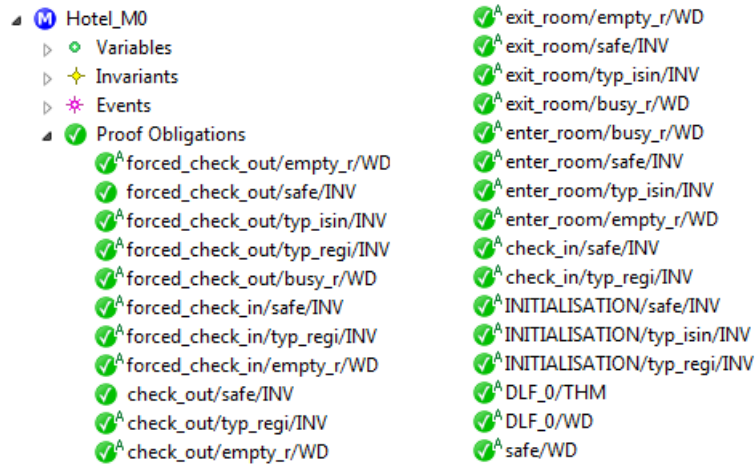 Hotel_M0
Variables
Invariants
Events
Proof Obligations
forced_check_out/empty_r/WD
forced_check_out/safe/INV
forced_check_out/typ_isin/INV
forced_check_out/typ_regi/INV
forced_check_out/busy_r/WD
forced_check_in/safe/INV
forced_check_in/typ_regi/INV
forced_check_in/empty_r/WD
check_out/safe/INV
check_out/typ_regi/INV
check_out/empty_r/WD
exit_room/empty_r/WD
exit_room/safe/INV
exit_room/typ_isin/INV
exit_room/busy_r/WD
enter_room/busy_r/WD
enter_room/safe/INV
enter_room/typ_isin/INV
enter_room/empty_r/WD
check_in/safe/INV
check_in/typ_regi/INV
INITIALISATION/safe/INV
INITIALISATION/typ_isin/INV
INITIALISATION/typ_regi/INV
DLF_0/THM
DLF_0/WD
safe/WD